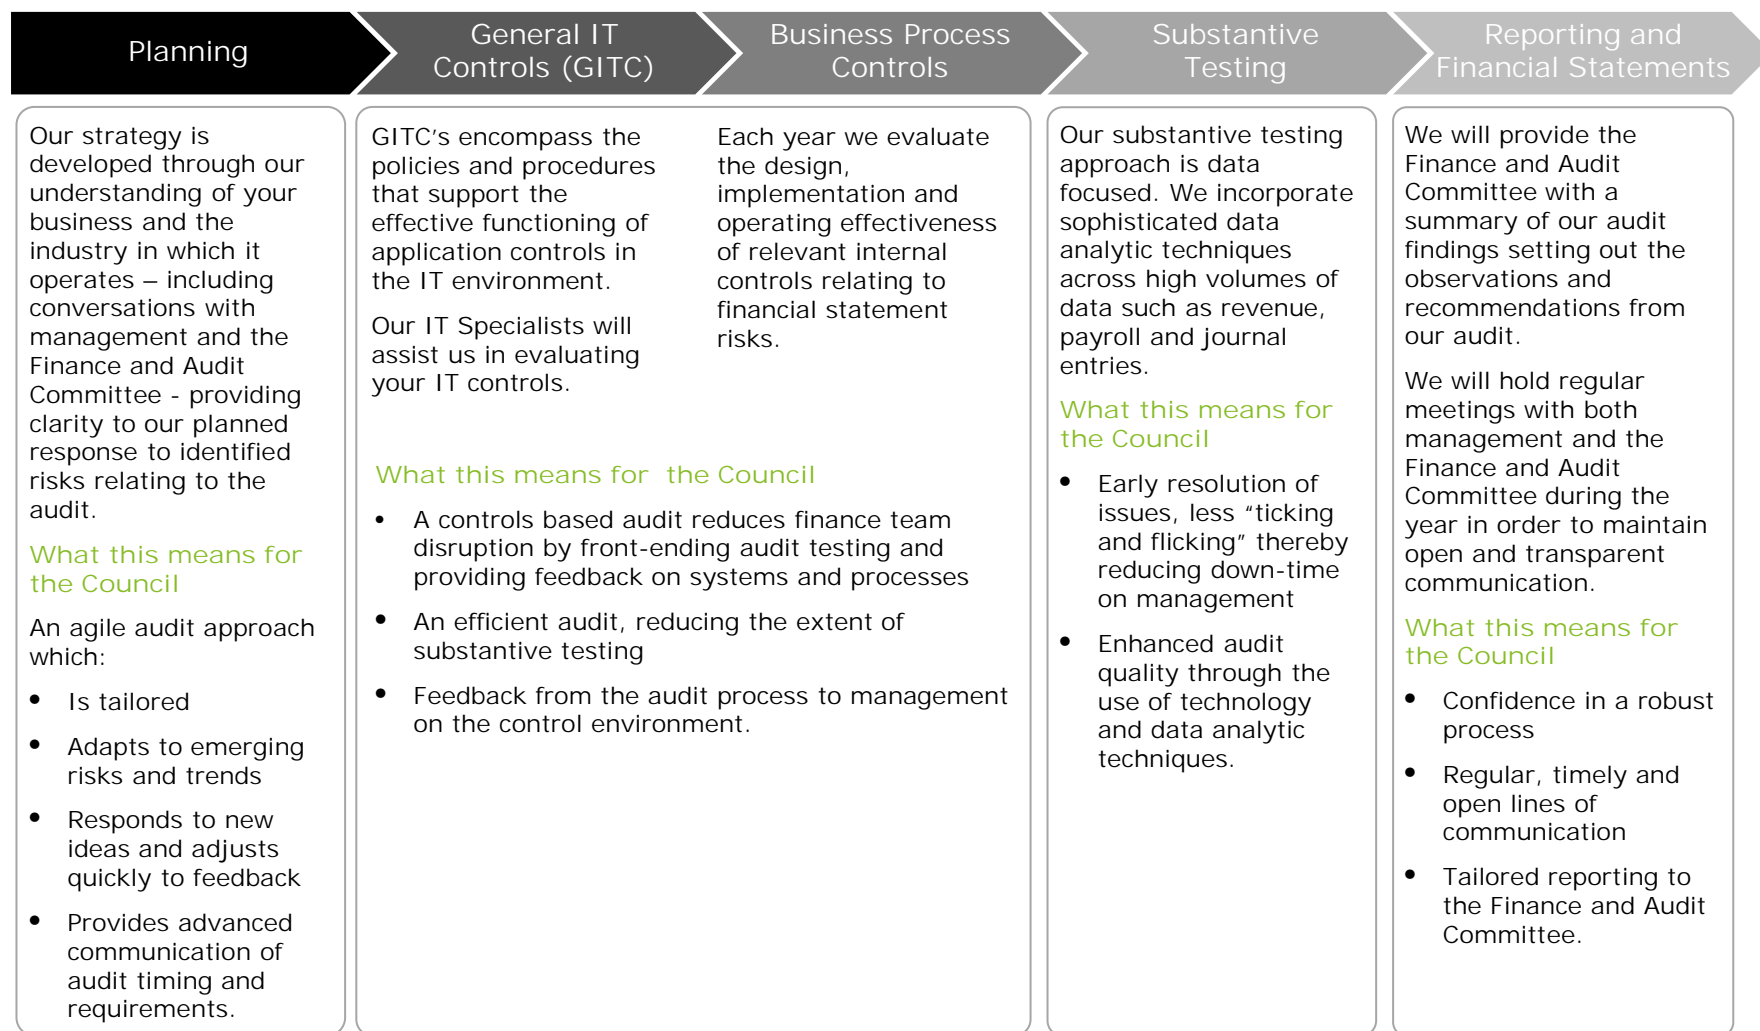 Planning
General IT
Controls (GITC)
Business Process
Controls
Substantive
Testing
Reporting and
Financial Statements
Our strategy is
developed through our
understanding of your
business and the
industry in which it
operates – including
conversations with
management and the
Finance and Audit
Committee - providing
clarity to our planned
response to identified
risks relating to the
audit.
What this means for
the Council
An agile audit approach
which:
• Is tailored
• Adapts to emerging
risks and trends
• Responds to new
ideas and adjusts
quickly to feedback
• Provides advanced
communication of
audit timing and
requirements.
GITC’s encompass the
policies and procedures
that support the
effective functioning of
application controls in
the IT environment.
Our IT Specialists will
assist us in evaluating
your IT controls.
Each year we evaluate
the design,
implementation and
operating effectiveness
of relevant internal
controls relating to
financial statement
risks.
What this means for the Council
• A controls based audit reduces finance team
disruption by front-ending audit testing and
providing feedback on systems and processes
• An efficient audit, reducing the extent of
substantive testing
• Feedback from the audit process to management
on the control environment.
Our substantive testing
approach is data
focused. We incorporate
sophisticated data
analytic techniques
across high volumes of
data such as revenue,
payroll and journal
entries.
What this means for
the Council
• Early resolution of
issues, less “ticking
and flicking” thereby
reducing down-time
on management
• Enhanced audit
quality through the
use of technology
and data analytic
techniques.
We will provide the
Finance and Audit
Committee with a
summary of our audit
findings setting out the
observations and
recommendations from
our audit.
We will hold regular
meetings with both
management and the
Finance and Audit
Committee during the
year in order to maintain
open and transparent
communication.
What this means for
the Council
• Confidence in a robust
process
• Regular, timely and
open lines of
communication
• Tailored reporting to
the Finance and Audit
Committee.